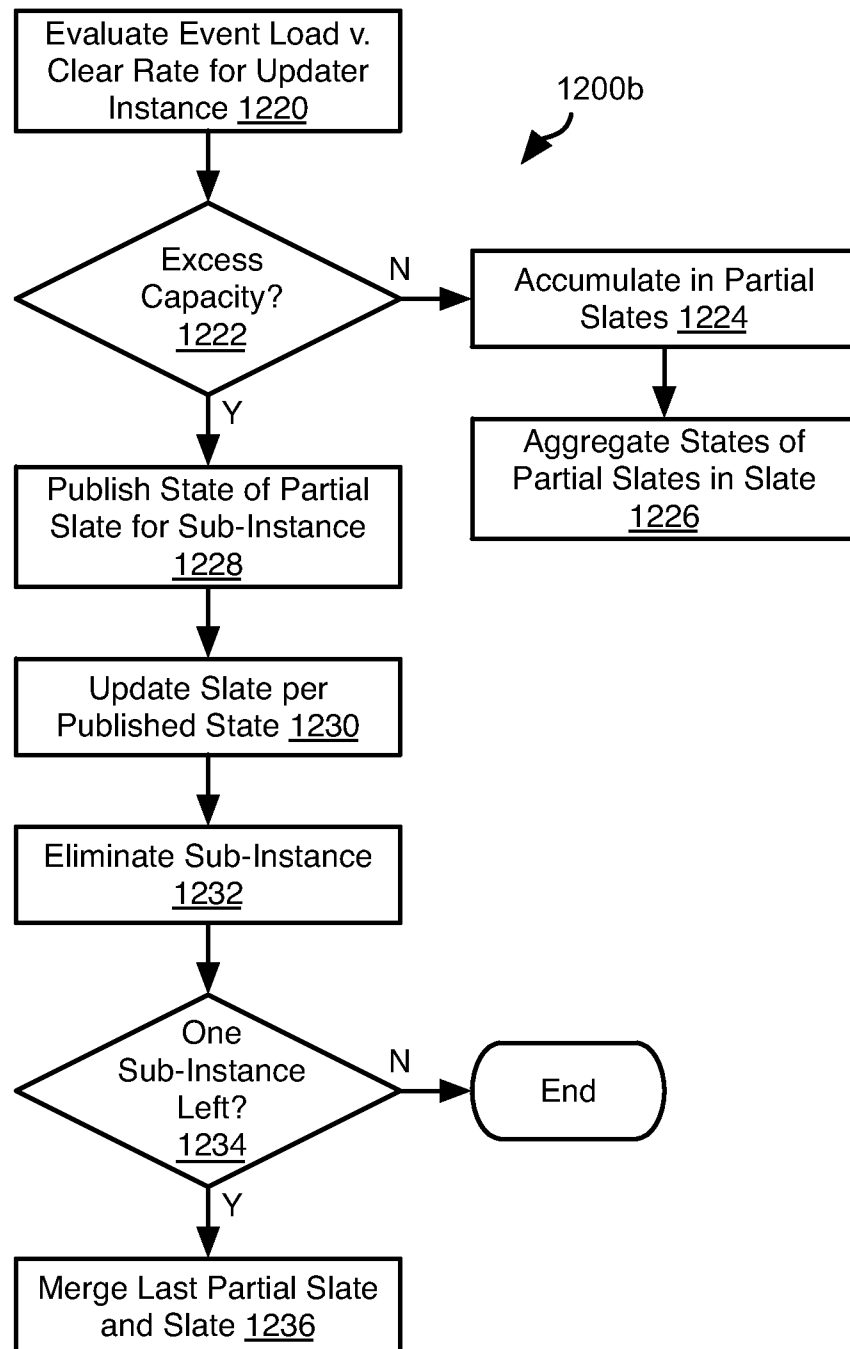 Evaluate Event Load v.
Clear Rate for Updater
Instance 1220
1200b
Excess
Capacity?
1222
N
Y
Accumulate in Partial
Slates 1224
Aggregate States of
Partial Slates in Slate
1226
Publish State of Partial
Slate for Sub-Instance
1228
Update Slate per
Published State 1230
Eliminate Sub-Instance
1232
One
Sub-Instance
Left?
1234
N
End
Y
Merge Last Partial Slate
and Slate 1236